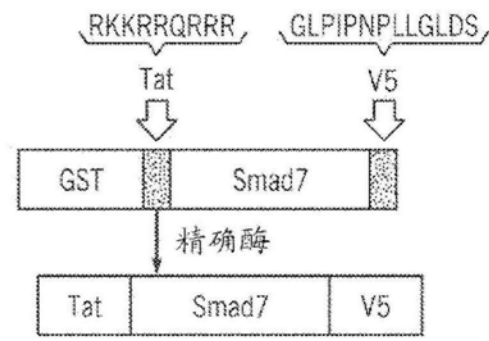 RKKRRQRRR GLPIPNPLLGLDS
Tat V5
GST Smad7
精确酶
Tat Smad7 V5